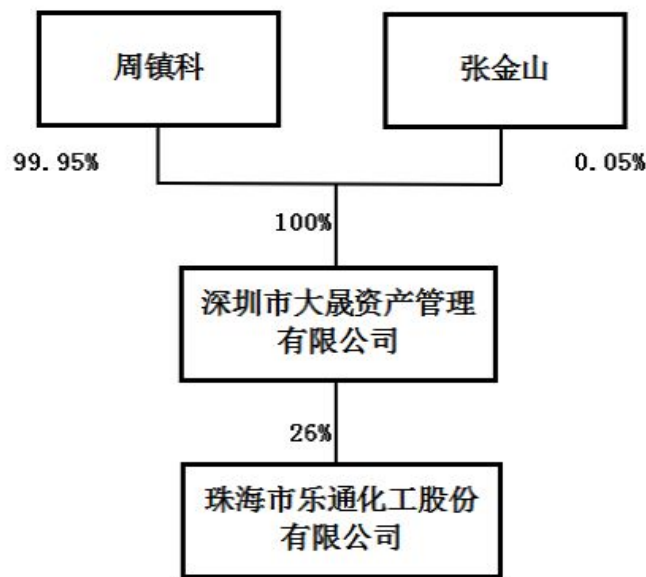 周镇科
张金山
99.95%
0.05%
100%
深圳市大晟资产管理
有限公司
26%
珠海市乐通化工股份
有限公司